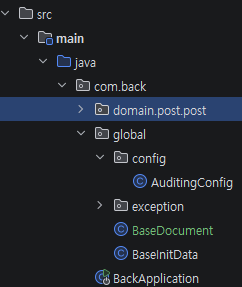 src
main
java
com.back
domain.post.post
global
config
AuditingConfig
exception
BaseDocument
BaseInitData
BackApplication